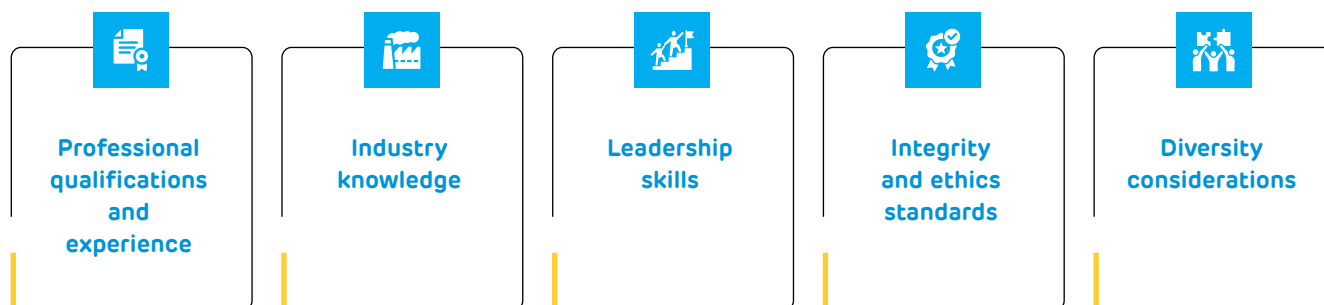 Professional
qualifications
and
experience
Industry
knowledge
Leadership
skills
Integrity
and ethics
standards
Diversity
considerations